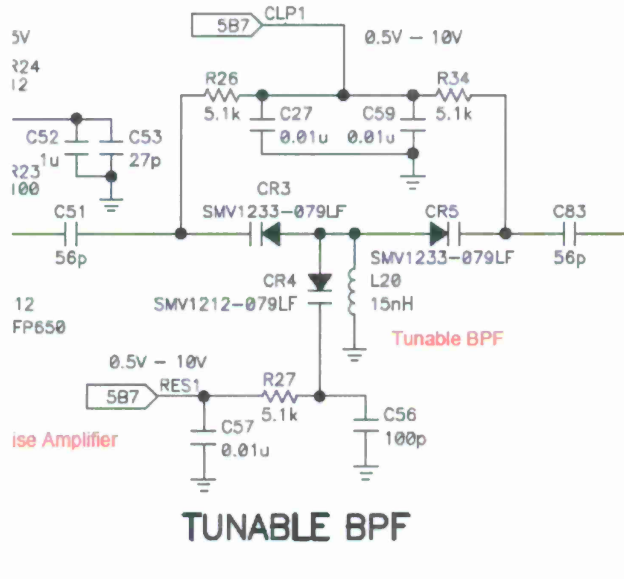 CLP1
5B7
0.5V - 10V
5V
R24
12
R26
5.1k
R34
5.1k
C27
0.01u
C59
0.01u
C52
1u
C53
27p
R23
100
CR3
SMV1233-079LF
C51
56p
CR5
SMV1233-079LF
C83
56p
CR4
SMV1212-079LF
L20
15nH
12
FP650
Tunable BPF
0.5V - 10V
5B7
RES1
R27
5.1k
C56
100p
C57
0.01u
ise Amplifier
TUNABLE BPF